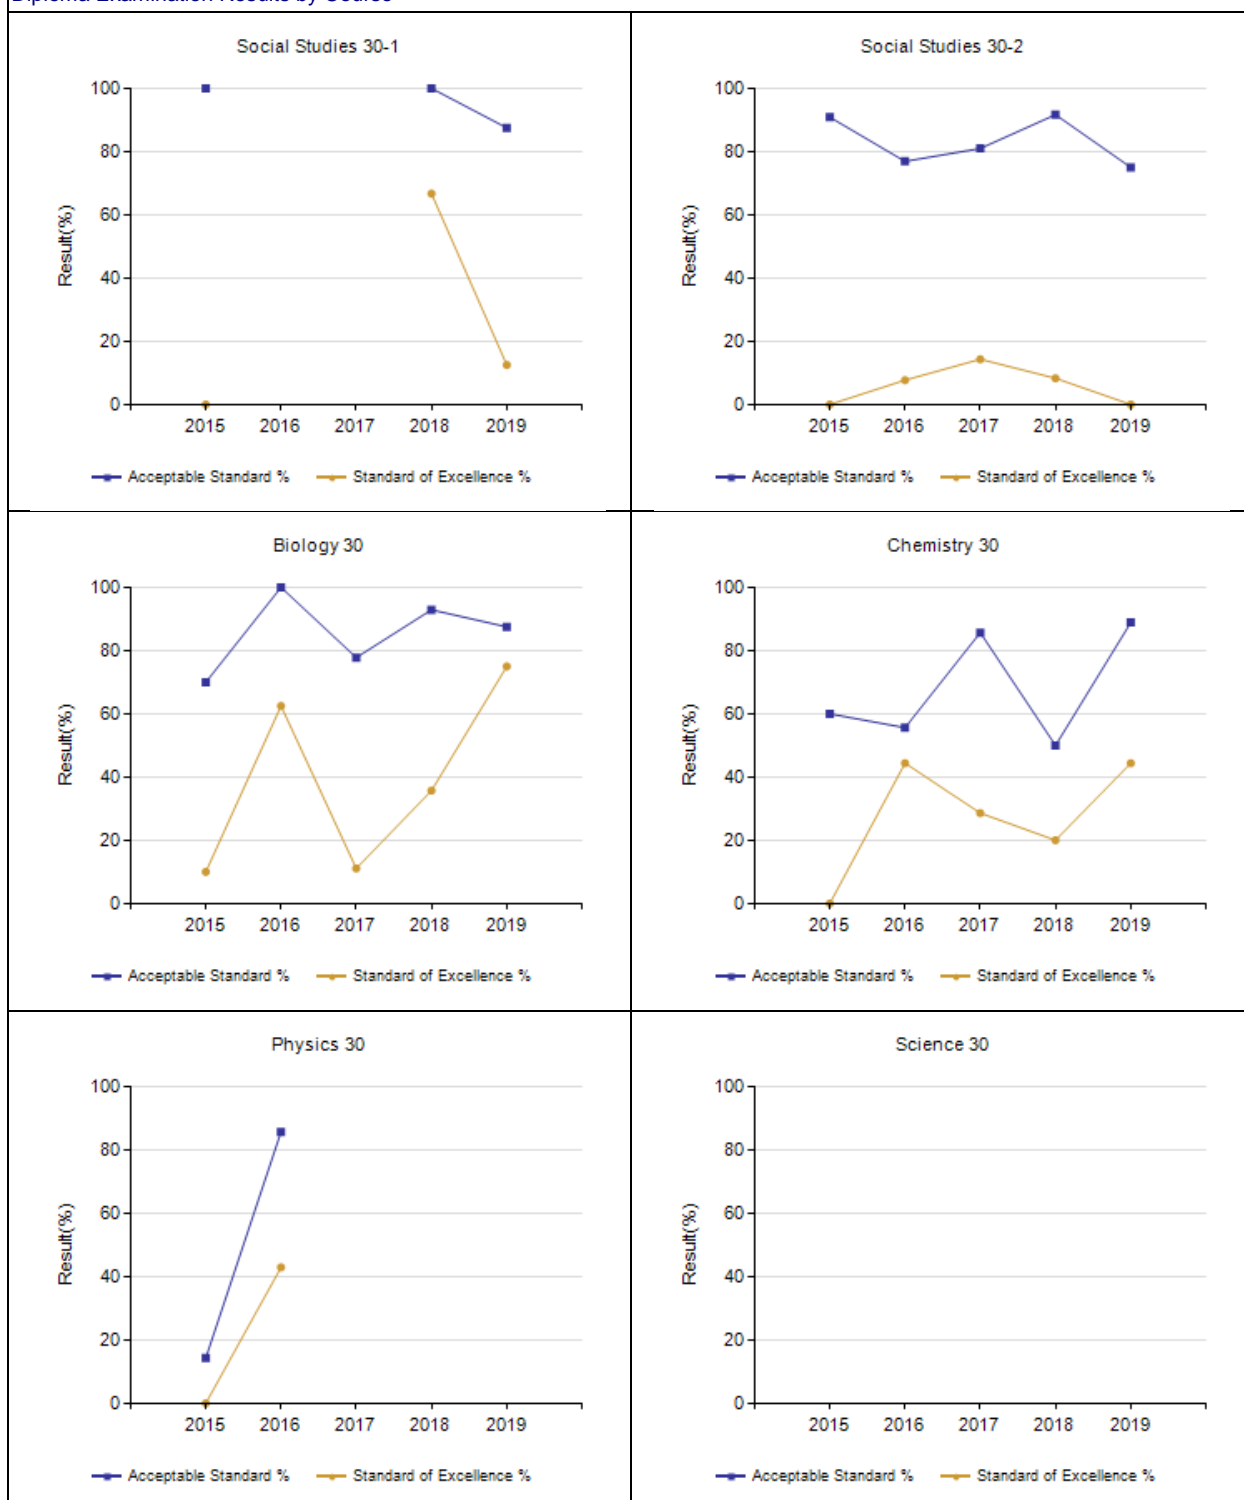 Diploma Examination Results by Course
Social Studies 30-1
100
80
60
40
20
0
Result(%)
2015 2016 2017 2018 2019
Acceptable Standard % Standard of Excellence %
Social Studies 30-2
100
80
60
40
20
0
Result(%)
2015 2016 2017 2018 2019
Acceptable Standard % Standard of Excellence %
Biology 30
100
80
60
40
20
0
Result(%)
2015 2016 2017 2018 2019
Acceptable Standard % Standard of Excellence %
Chemistry 30
100
80
60
40
20
0
Result(%)
2015 2016 2017 2018 2019
Acceptable Standard % Standard of Excellence %
Physics 30
100
80
60
40
20
0
Result(%)
2015 2016 2017 2018 2019
Acceptable Standard % Standard of Excellence %
Science 30
100
80
60
40
20
0
Result(%)
2015 2016 2017 2018 2019
Acceptable Standard % Standard of Excellence %